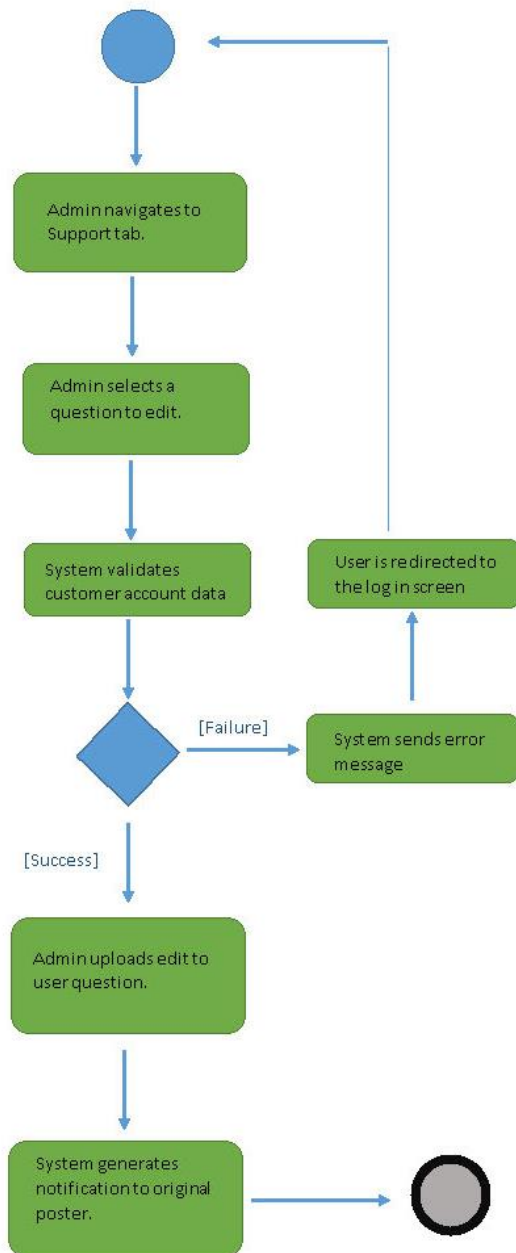 Admin navigates to
Support tab.
Admin selects a
question to edit.
System validates
customer account data
User is redirected to
the log in screen
[Failure]
System sends error
message
[Success]
Admin uploads edit to
user question.
System generates
notification to original
poster.